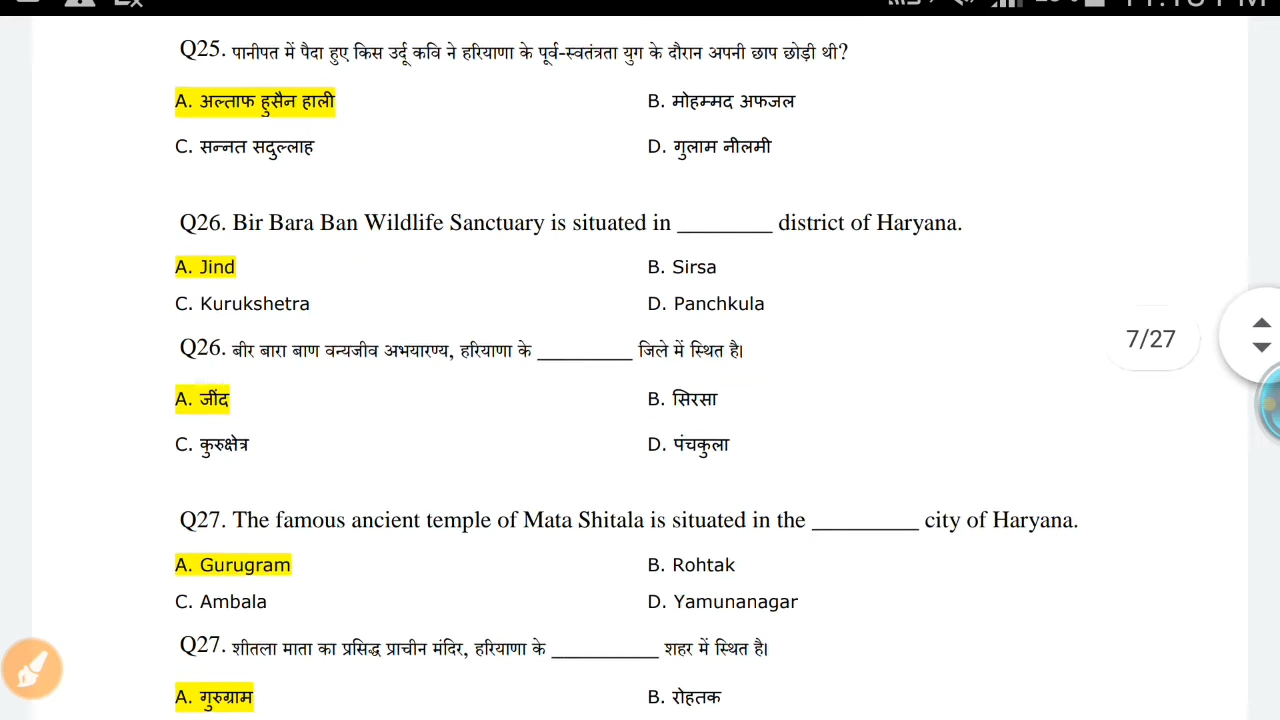 Q25. पानीपत में पैदा हुए किस उर्दू कवि ने हरियाणा के पूर्व-स्वतंत्रता युग के दौरान अपनी छाप छोड़ी थी?
A. अल्ताफ हुसैन हाली B. मोहम्मद अफजल
C. सन्नत सदुल्लाह D. गुलाम नीलमी
Q26. Bir Bara Ban Wildlife Sanctuary is situated in ________ district of Haryana.
A. Jind B. Sirsa
C. Kurukshetra D. Panchkula
7/27
Q26. बीर बारा बाण वन्यजीव अभयारण्य, हरियाणा के ________ जिले में स्थित है।
A. जींद B. सिरसा
C. कुरुक्षेत्र D. पंचकुला
Q27. The famous ancient temple of Mata Shitala is situated in the _________ city of Haryana.
A. Gurugram B. Rohtak
C. Ambala D. Yamunanagar
Q27. शीतला माता का प्रसिद्ध प्राचीन मंदिर, हरियाणा के _________ शहर में स्थित है।
A. गुरुग्राम B. रोहतक